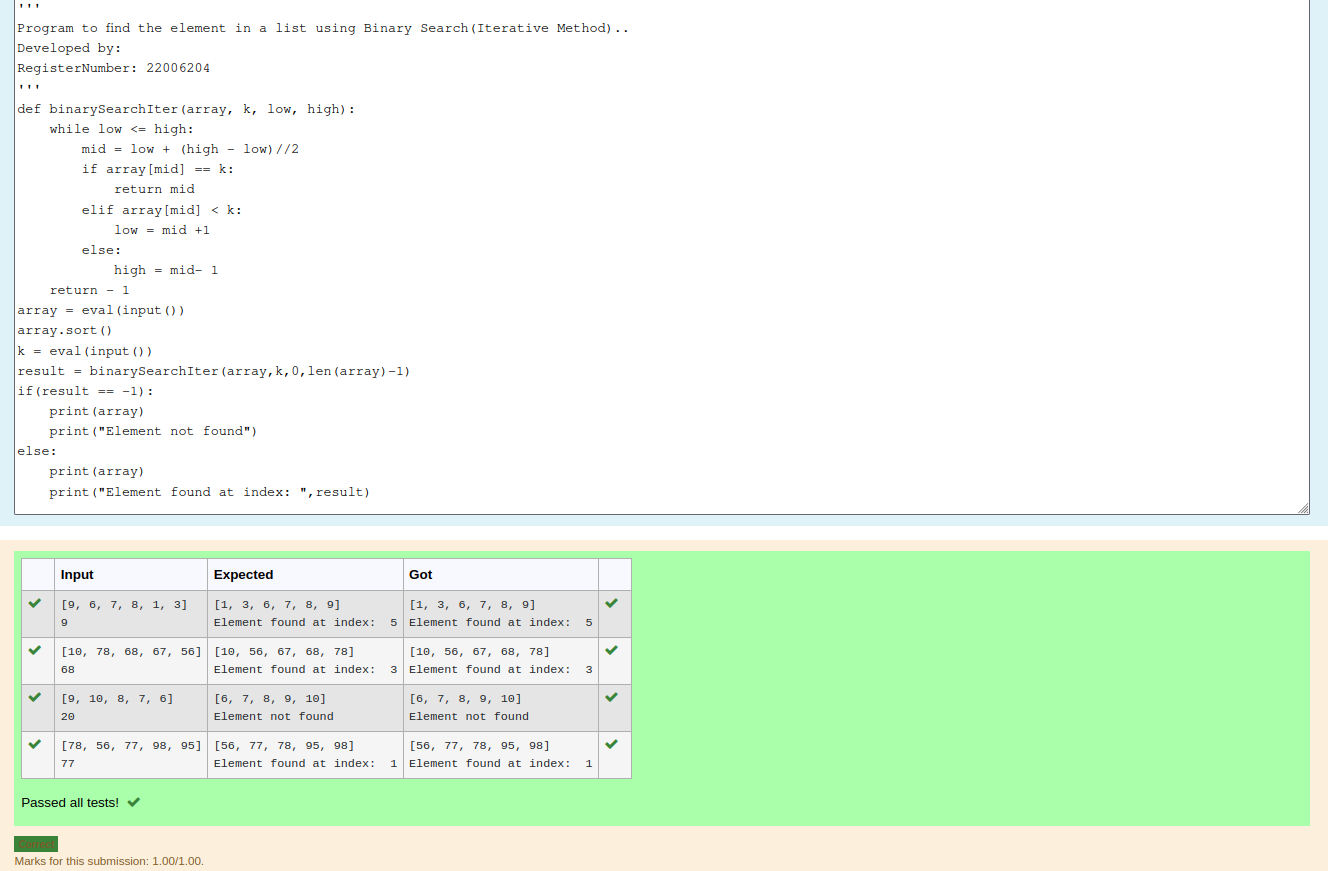 '''
Program to find the element in a list using Binary Search(Iterative Method)..
Developed by:
RegisterNumber: 22006204
'''
def binarySearchIter(array, k, low, high):
    while low <= high:
        mid = low + (high - low)//2
        if array[mid] == k:
            return mid
        elif array[mid] < k:
            low = mid +1
        else:
            high = mid- 1
    return - 1
array = eval(input())
array.sort()
k = eval(input())
result = binarySearchIter(array,k,0,len(array)-1)
if(result == -1):
    print(array)
    print("Element not found")
else:
    print(array)
    print("Element found at index: ",result)
Input Expected Got
[9, 6, 7, 8, 1, 3] [1, 3, 6, 7, 8, 9] [1, 3, 6, 7, 8, 9]
9 Element found at index:  5 Element found at index:  5
[10, 78, 68, 67, 56] [10, 56, 67, 68, 78] [10, 56, 67, 68, 78]
68 Element found at index:  3 Element found at index:  3
[9, 10, 8, 7, 6] [6, 7, 8, 9, 10] [6, 7, 8, 9, 10]
20 Element not found Element not found
[78, 56, 77, 98, 95] [56, 77, 78, 95, 98] [56, 77, 78, 95, 98]
77 Element found at index:  1 Element found at index:  1
Passed all tests!
Correct
Marks for this submission: 1.00/1.00.